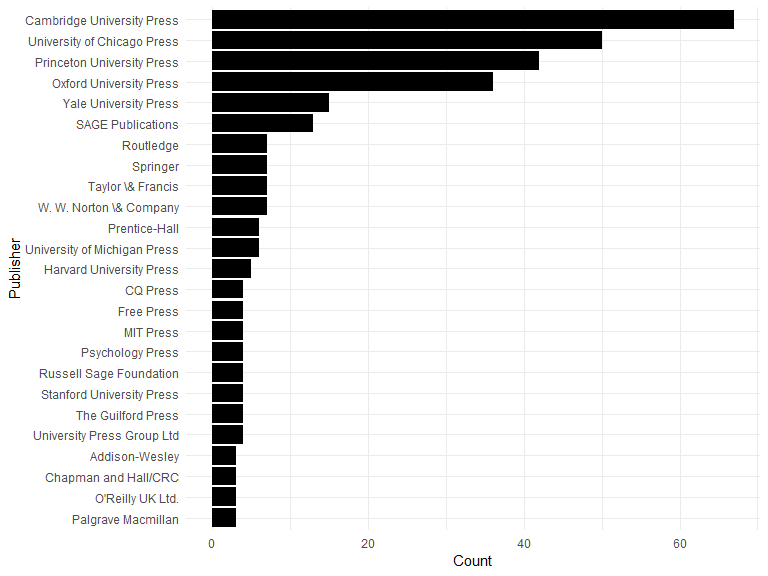 Cambridge University Press
University of Chicago Press
Princeton University Press
Oxford University Press
Yale University Press
SAGE Publications
Routledge
Springer
Taylor \& Francis
W. W. Norton \& Company
Prentice-Hall
University of Michigan Press
Harvard University Press
CQ Press
Free Press
MIT Press
Psychology Press
Russell Sage Foundation
Stanford University Press
The Guilford Press
University Press Group Ltd
Addison-Wesley
Chapman and Hall/CRC
O'Reilly UK Ltd.
Palgrave Macmillan
Publisher
0 20 40 60
Count